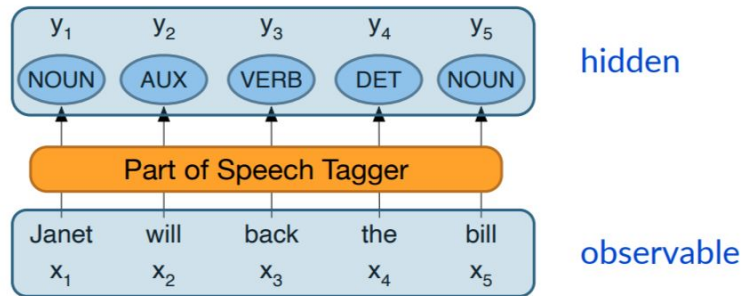 y1 y2 y3 y4 y5
NOUN AUX VERB DET NOUN
hidden
Part of Speech Tagger
Janet will back the bill
x1 x2 x3 x4 x5
observable